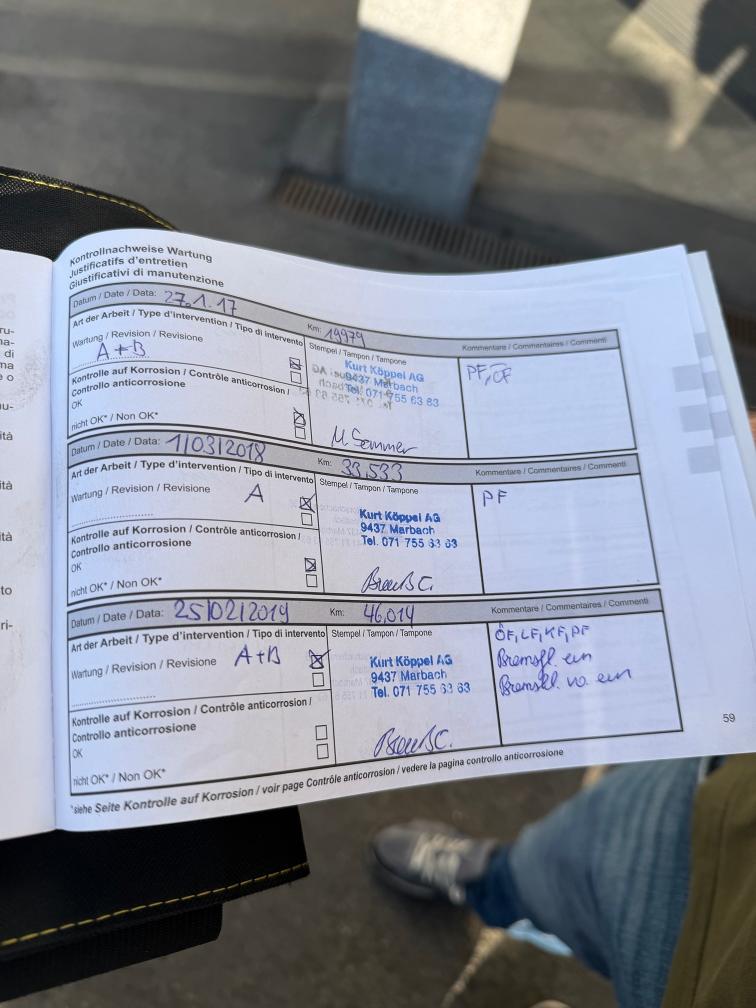 Kontrollnachweise Wartung
Justificatifs d'entretien
Giustificativi di manutenzione
Datum / Date / Data: 27.1.17 Km: 19979
Art der Arbeit / Type d'intervention / Tipo di intervento
Stempel / Tampon / Tampone
Kommentare / Commentaires / Commenti
Wartung / Revision / Revisione
A+B
Kurt Köppel AG
9437 Marbach
Tel. 071 755 63 63
PF, ÖF
Kontrolle auf Korrosion / Contrôle anticorrosion /
Controllo anticorrosione
OK
nicht OK* / Non OK*
M. Sommer
Datum / Date / Data: 1/03/2018 Km: 33,533
Art der Arbeit / Type d'intervention / Tipo di intervento
Stempel / Tampon / Tampone
Kommentare / Commentaires / Commenti
Wartung / Revision / Revisione A
Kurt Köppel AG
9437 Marbach
Tel. 071 755 63 63
PF
Kontrolle auf Korrosion / Contrôle anticorrosion /
Controllo anticorrosione
OK
nicht OK* / Non OK*
Datum / Date / Data: 25/02/2019 Km: 46,014
Art der Arbeit / Type d'intervention / Tipo di intervento
Stempel / Tampon / Tampone
Kommentare / Commentaires / Commenti
Wartung / Revision / Revisione A+B
Kurt Köppel AG
9437 Marbach
Tel. 071 755 63 63
ÖF, LF, KF, PF
Bremsfl. ern
Bremskl. vo. ern
Kontrolle auf Korrosion / Contrôle anticorrosion /
Controllo anticorrosione
OK
nicht OK* / Non OK*
*siehe Seite Kontrolle auf Korrosion / voir page Contrôle anticorrosion / vedere la pagina controllo anticorrosione
59